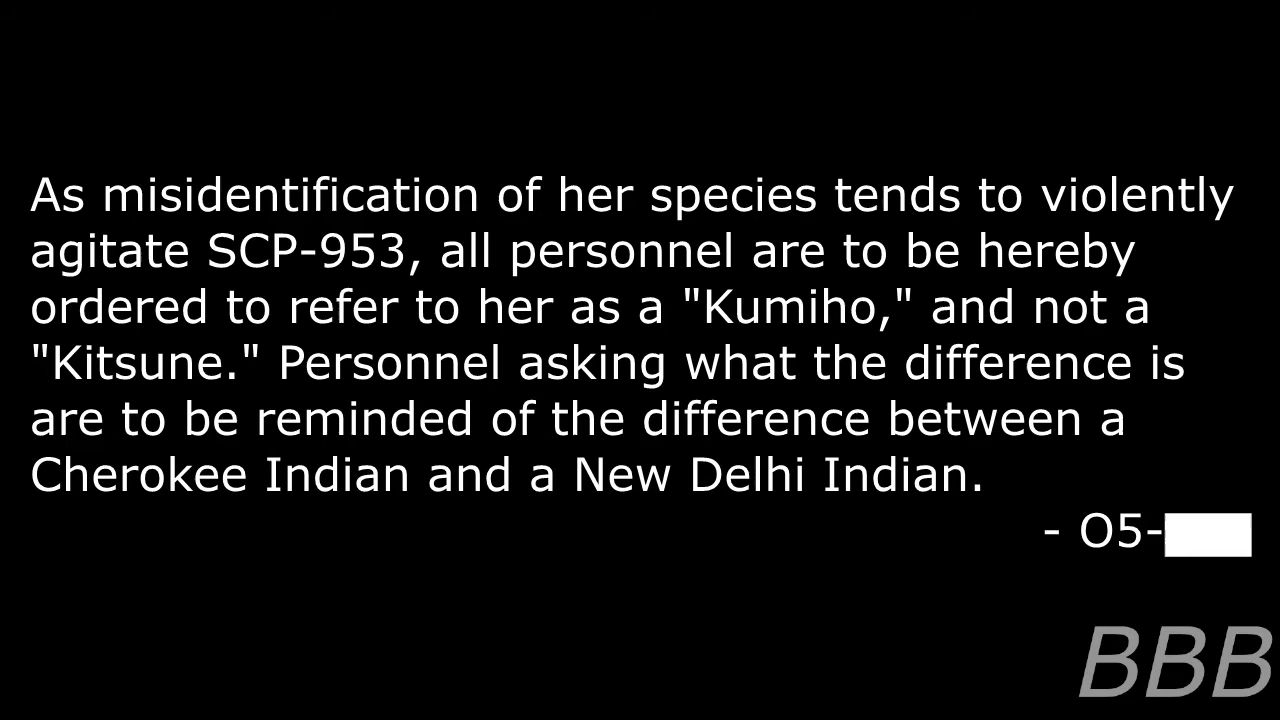 As misidentification of her species tends to violently
agitate SCP-953, all personnel are to be hereby
ordered to refer to her as a "Kumiho," and not a
"Kitsune." Personnel asking what the difference is
are to be reminded of the difference between a
Cherokee Indian and a New Delhi Indian.
- O5-
BBB